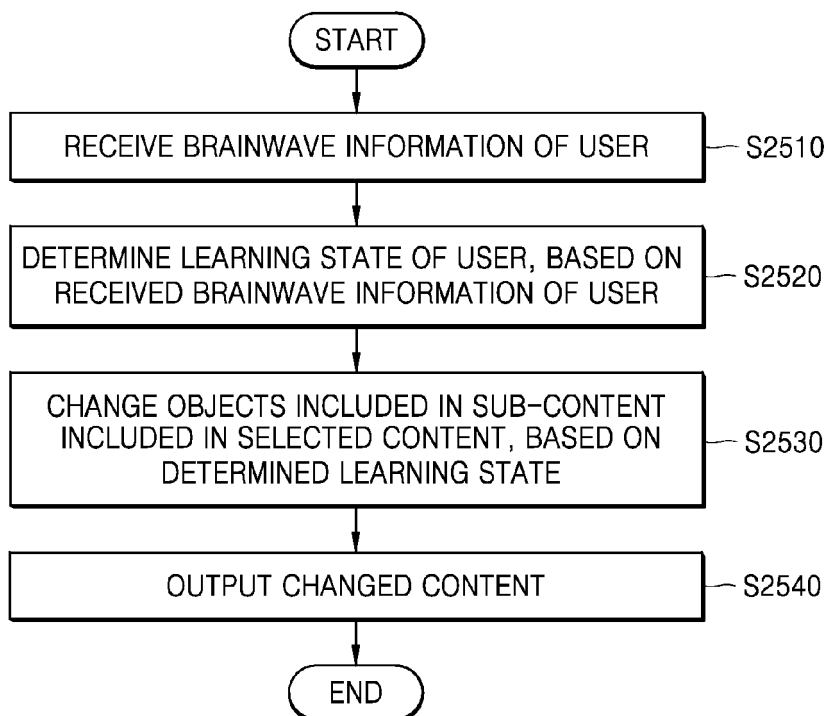 START
RECEIVE BRAINWAVE INFORMATION OF USER
S2510
DETERMINE LEARNING STATE OF USER, BASED ON
RECEIVED BRAINWAVE INFORMATION OF USER
S2520
CHANGE OBJECTS INCLUDED IN SUB-CONTENT
INCLUDED IN SELECTED CONTENT, BASED ON
DETERMINED LEARNING STATE
S2530
OUTPUT CHANGED CONTENT
S2540
END